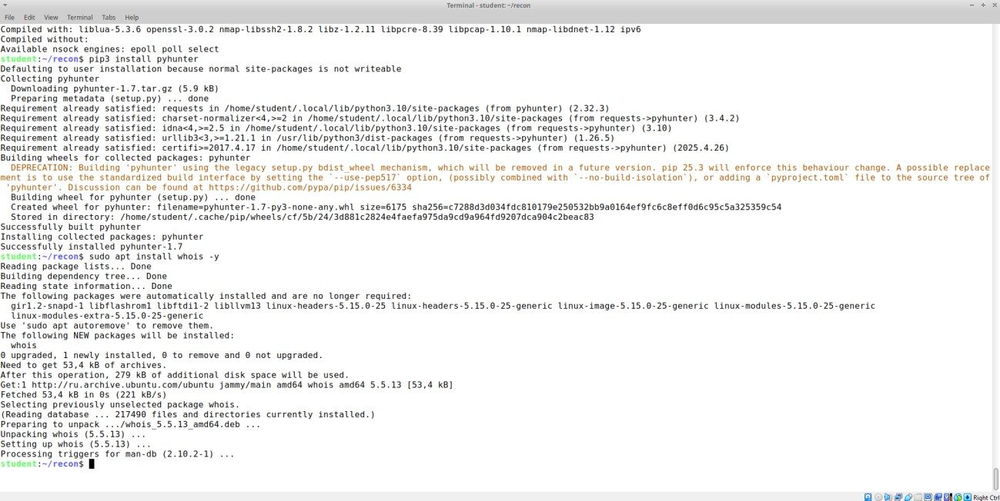 Terminal - student: ~/recon
File Edit View Terminal Tabs Help
Compiled with: liblua-5.3.6 openssl-3.0.2 nmap-libssh2-1.8.2 libz-1.2.11 libpcre-8.39 libpcap-1.10.1 nmap-libdnet-1.12 ipv6
Compiled without:
Available nsock engines: epoll poll select
student:~/recon$ pip3 install pyhunter
Defaulting to user installation because normal site-packages is not writeable
Collecting pyhunter
  Downloading pyhunter-1.7.tar.gz (5.9 kB)
  Preparing metadata (setup.py) ... done
Requirement already satisfied: requests in /home/student/.local/lib/python3.10/site-packages (from pyhunter) (2.32.3)
Requirement already satisfied: charset-normalizer<4,>=2 in /home/student/.local/lib/python3.10/site-packages (from requests->pyhunter) (3.4.2)
Requirement already satisfied: idna<4,>=2.5 in /home/student/.local/lib/python3.10/site-packages (from requests->pyhunter) (3.10)
Requirement already satisfied: urllib3<3,>=1.21.1 in /usr/lib/python3/dist-packages (from requests->pyhunter) (1.26.5)
Requirement already satisfied: certifi>=2017.4.17 in /home/student/.local/lib/python3.10/site-packages (from requests->pyhunter) (2025.4.26)
Building wheels for collected packages: pyhunter
  DEPRECATION: Building 'pyhunter' using the legacy setup.py bdist_wheel mechanism, which will be removed in a future version. pip 25.3 will enforce this behaviour change. A possible replace
ment is to use the standardized build interface by setting the `--use-pep517` option, (possibly combined with `--no-build-isolation`), or adding a `pyproject.toml` file to the source tree of
 'pyhunter'. Discussion can be found at https://github.com/pypa/pip/issues/6334
  Building wheel for pyhunter (setup.py) ... done
  Created wheel for pyhunter: filename=pyhunter-1.7-py3-none-any.whl size=6175 sha256=c7288d3d034fdc810179e250532bb9a0164ef9fc6c8eff0d6c95c5a325359c54
  Stored in directory: /home/student/.cache/pip/wheels/cf/5b/24/3d881c2824e4faefa975da9cd9a964fd9207dca904c2beac83
Successfully built pyhunter
Installing collected packages: pyhunter
Successfully installed pyhunter-1.7
student:~/recon$ sudo apt install whois -y
Reading package lists... Done
Building dependency tree... Done
Reading state information... Done
The following packages were automatically installed and are no longer required:
  gir1.2-snapd-1 libflashrom1 libftdi1-2 libllvm13 linux-headers-5.15.0-25 linux-headers-5.15.0-25-generic linux-image-5.15.0-25-generic linux-modules-5.15.0-25-generic
  linux-modules-extra-5.15.0-25-generic
Use 'sudo apt autoremove' to remove them.
The following NEW packages will be installed:
  whois
0 upgraded, 1 newly installed, 0 to remove and 0 not upgraded.
Need to get 53,4 kB of archives.
After this operation, 279 kB of additional disk space will be used.
Get:1 http://ru.archive.ubuntu.com/ubuntu jammy/main amd64 whois amd64 5.5.13 [53,4 kB]
Fetched 53,4 kB in 0s (221 kB/s)
Selecting previously unselected package whois.
(Reading database ... 217490 files and directories currently installed.)
Preparing to unpack .../whois_5.5.13_amd64.deb ...
Unpacking whois (5.5.13) ...
Setting up whois (5.5.13) ...
Processing triggers for man-db (2.10.2-1) ...
student:~/recon$
Right Ctrl